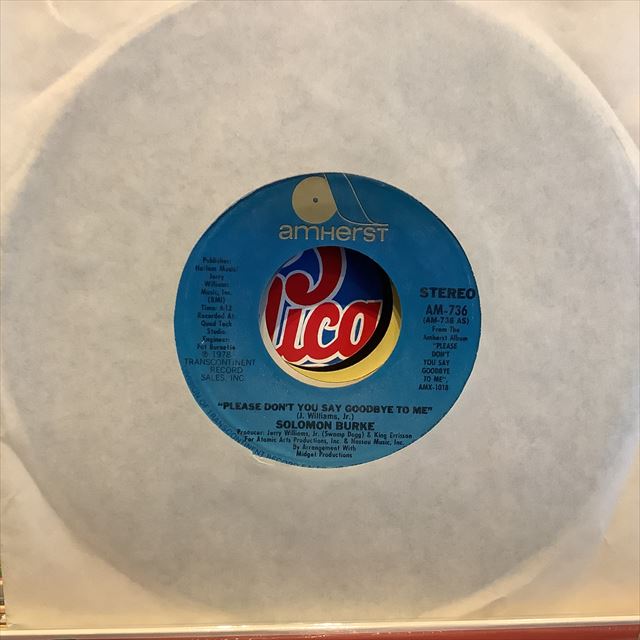 amHersT
Publisher:
Harlem Music/
Jerry
Williams
Music, Inc.
(BMI)
Time: 4:12
Recorded At:
Quad Teck
Studio
Engineer:
Pat Burnette
℗ 1978
TRANSCONTINENT
RECORD
SALES, INC.
STEREO
AM-736
(AM-738 AS)
From The
Amherst Album
"PLEASE
DON'T
YOU SAY
GOODBYE
TO ME",
AMX-1018
ico
"PLEASE DON'T YOU SAY GOODBYE TO ME"
(J. Williams, Jr.)
SOLOMON BURKE
Producer: Jerry Williams, Jr. (Swamp Dogg) & King Errisson
For Atomic Arts Productions, Inc. & Nassau Music, Inc.
By Arrangement With
Midget Productions